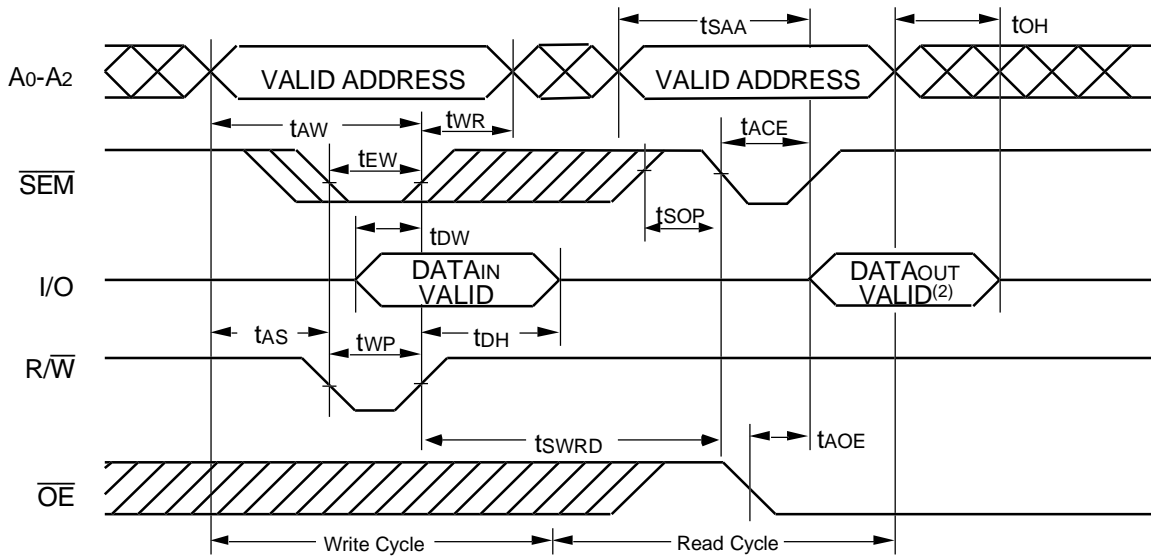 tSAA
tOH
A0-A2
VALID ADDRESS
VALID ADDRESS
tAW
tWR
tACE
tEW
SEM
tSOP
tDW
I/O
DATAIN
VALID
DATAOUT
VALID(2)
tAS
tWP
tDH
R/W
tSWRD
tAOE
OE
Write Cycle
Read Cycle